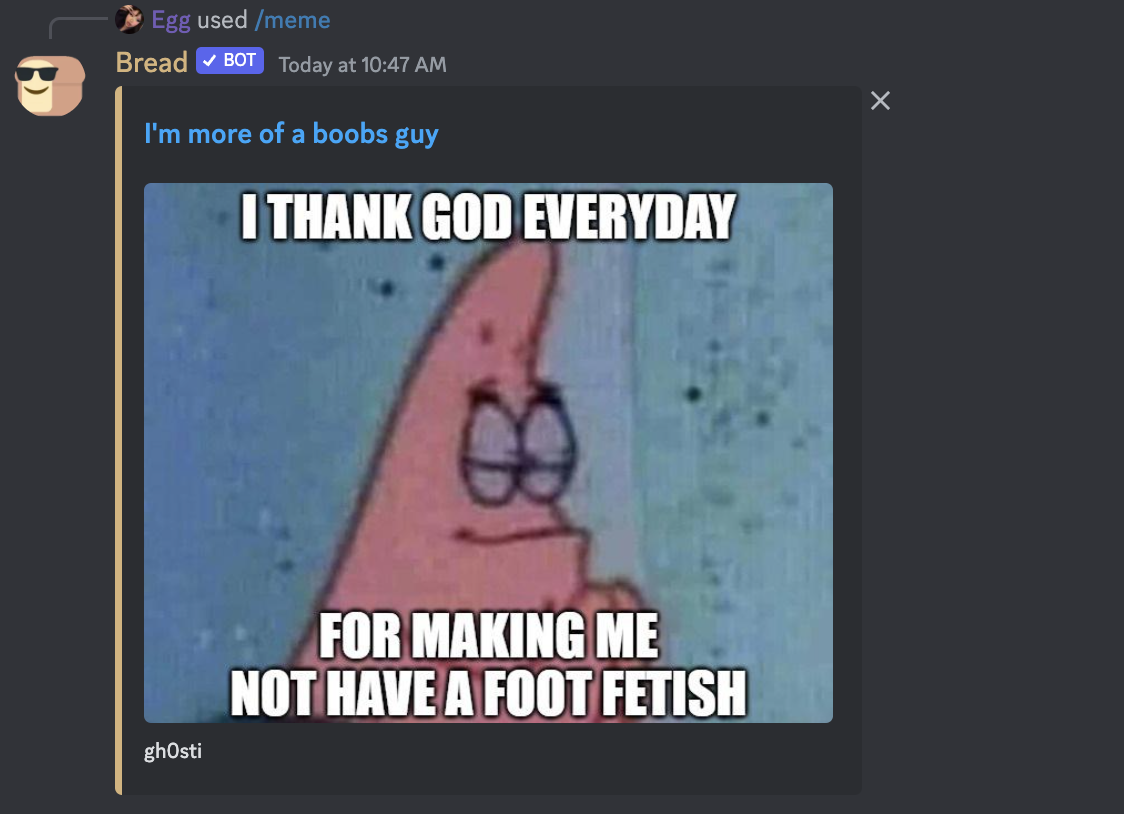 Egg used /meme
Bread ✓ BOT Today at 10:47 AM
I'm more of a boobs guy
I THANK GOD EVERYDAY
FOR MAKING ME
NOT HAVE A FOOT FETISH
gh0sti